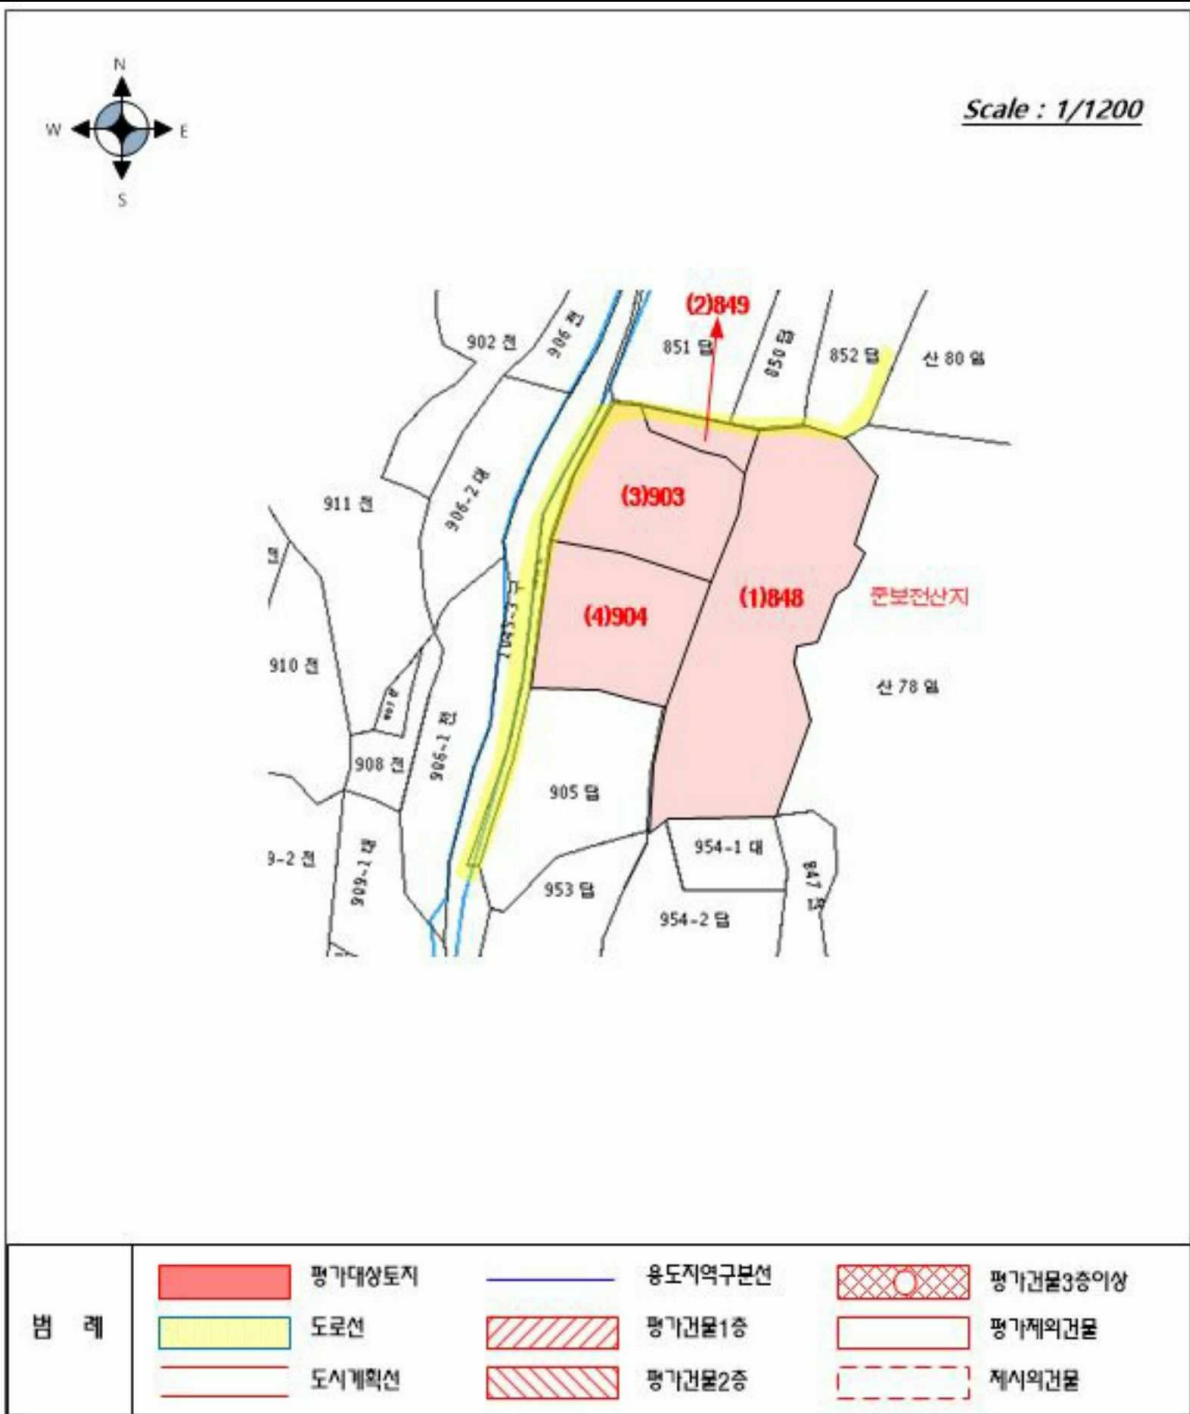 N
W E
S
Scale : 1/1200
(2)849
902 전
906 전
851 답
850 답
852 답
산 80 임
911 전
906-2 대
(3)903
(1)848
준보전산지
(4)904
1045-3 구
910 전
산 78 임
906-1 전
908 전
905 답
9-2 전
909-1 대
953 답
954-1 대
847 전
954-2 답
범 례
평가대상토지
용도지역구분선
평가건물3층이상
도로선
평가건물1층
평가제외건물
도시계획선
평가건물2층
제시외건물